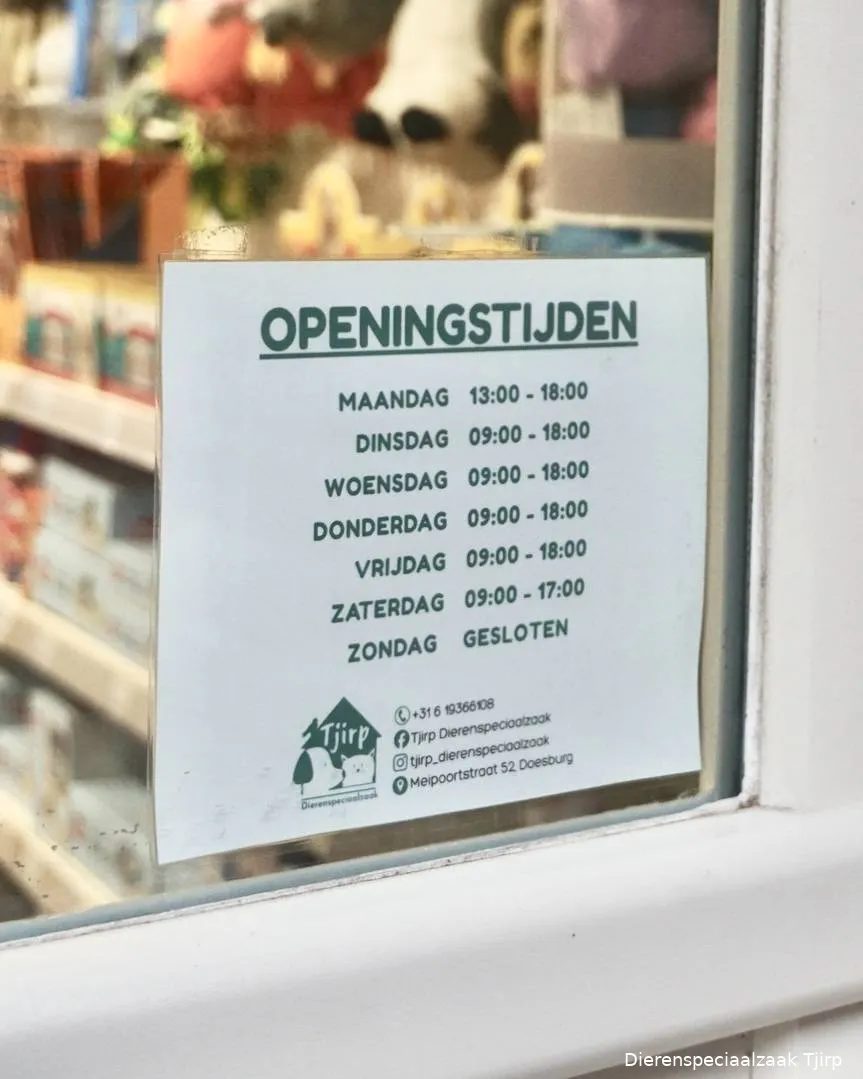 OPENINGSTIJDEN
MAANDAG 13:00 - 18:00
DINSDAG 09:00 - 18:00
WOENSDAG 09:00 - 18:00
DONDERDAG 09:00 - 18:00
VRIJDAG 09:00 - 18:00
ZATERDAG 09:00 - 17:00
ZONDAG GESLOTEN
Tjirp
Dierenspeciaalzaak
+31 6 19366108
Tjirp Dierenspeciaalzaak
tjirp_dierenspeciaalzaak
Meipoortstraat 52 Doesburg
Dierenspeciaalzaak Tjirp